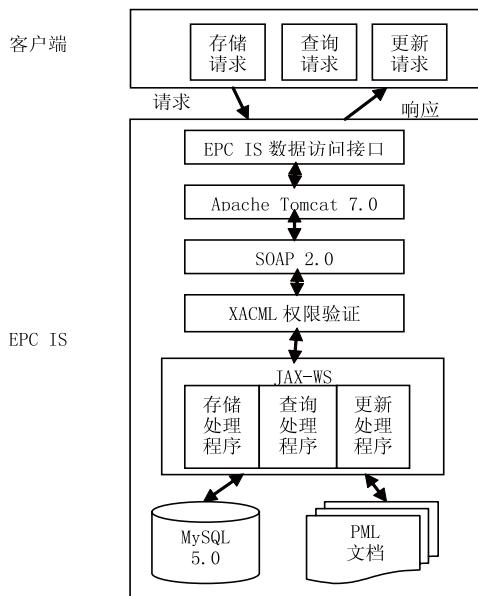 客户端
存储
请求
查询
请求
更新
请求
请求
响应
EPC IS 数据访问接口
Apache Tomcat 7.0
SOAP 2.0
XACML 权限验证
EPC IS
JAX-WS
存储
处理
程序
查询
处理
程序
更新
处理
程序
MySQL
5.0
PML
文档